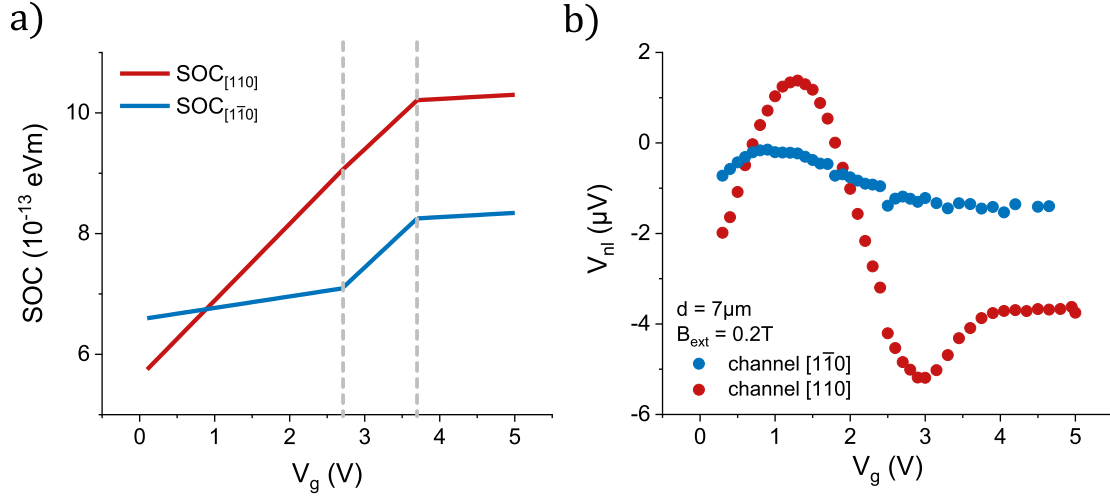 a)
SOC[110]
SOC[11̅0]
10
8
6
SOC (10⁻¹³ eVm)
0 1 2 3 4 5
Vg (V)
b)
2
0
-2
-4
-6
Vnl (µV)
d = 7µm
Bext = 0.2T
channel [11̅0]
channel [110]
0 1 2 3 4 5
Vg (V)